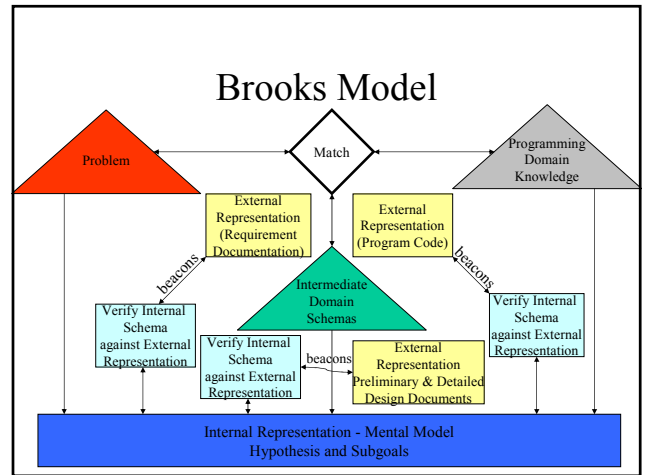 Brooks Model
Problem
Match
Programming
Domain
Knowledge
External
Representation
(Requirement
Documentation)
External
Representation
(Program Code)
beacons
beacons
Intermediate
Domain
Schemas
Verify Internal
Schema
against External
Representation
Verify Internal
Schema
against External
Representation
beacons
External
Representation
Preliminary & Detailed
Design Documents
Verify Internal
Schema
against External
Representation
Internal Representation - Mental Model
Hypothesis and Subgoals